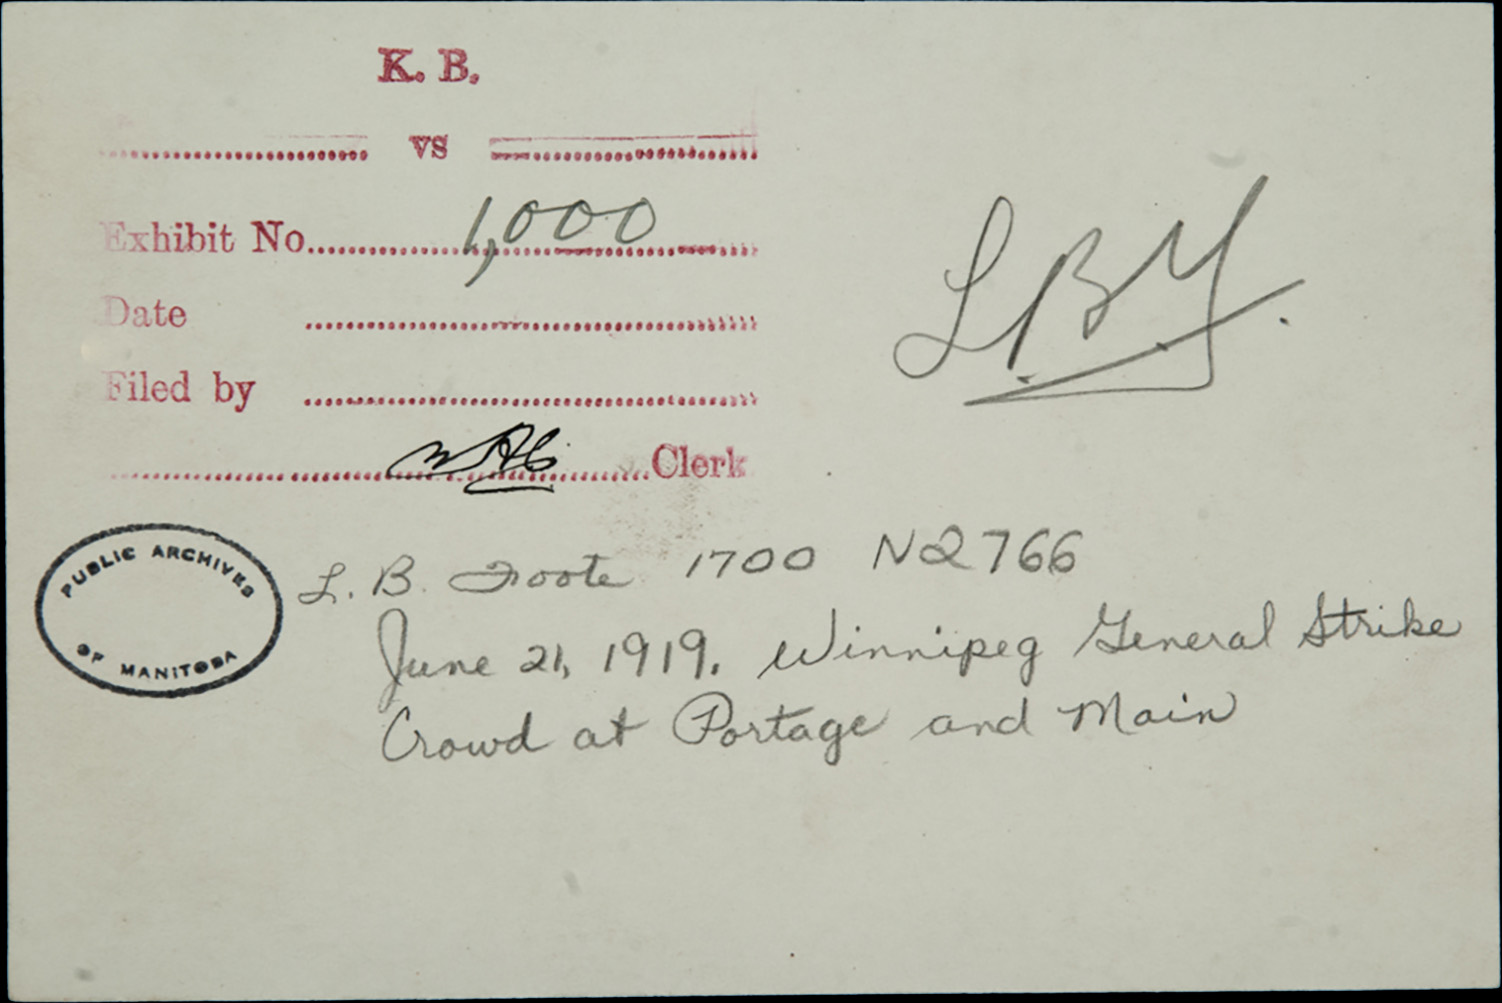 K. B.
vs
Exhibit No. 1,000
Date
Filed by
Clerk
L.B.Y.
PUBLIC ARCHIVES
OF MANITOBA
L. B. Foote 1700 N2766
June 21, 1919. Winnipeg General Strike
Crowd at Portage and Main